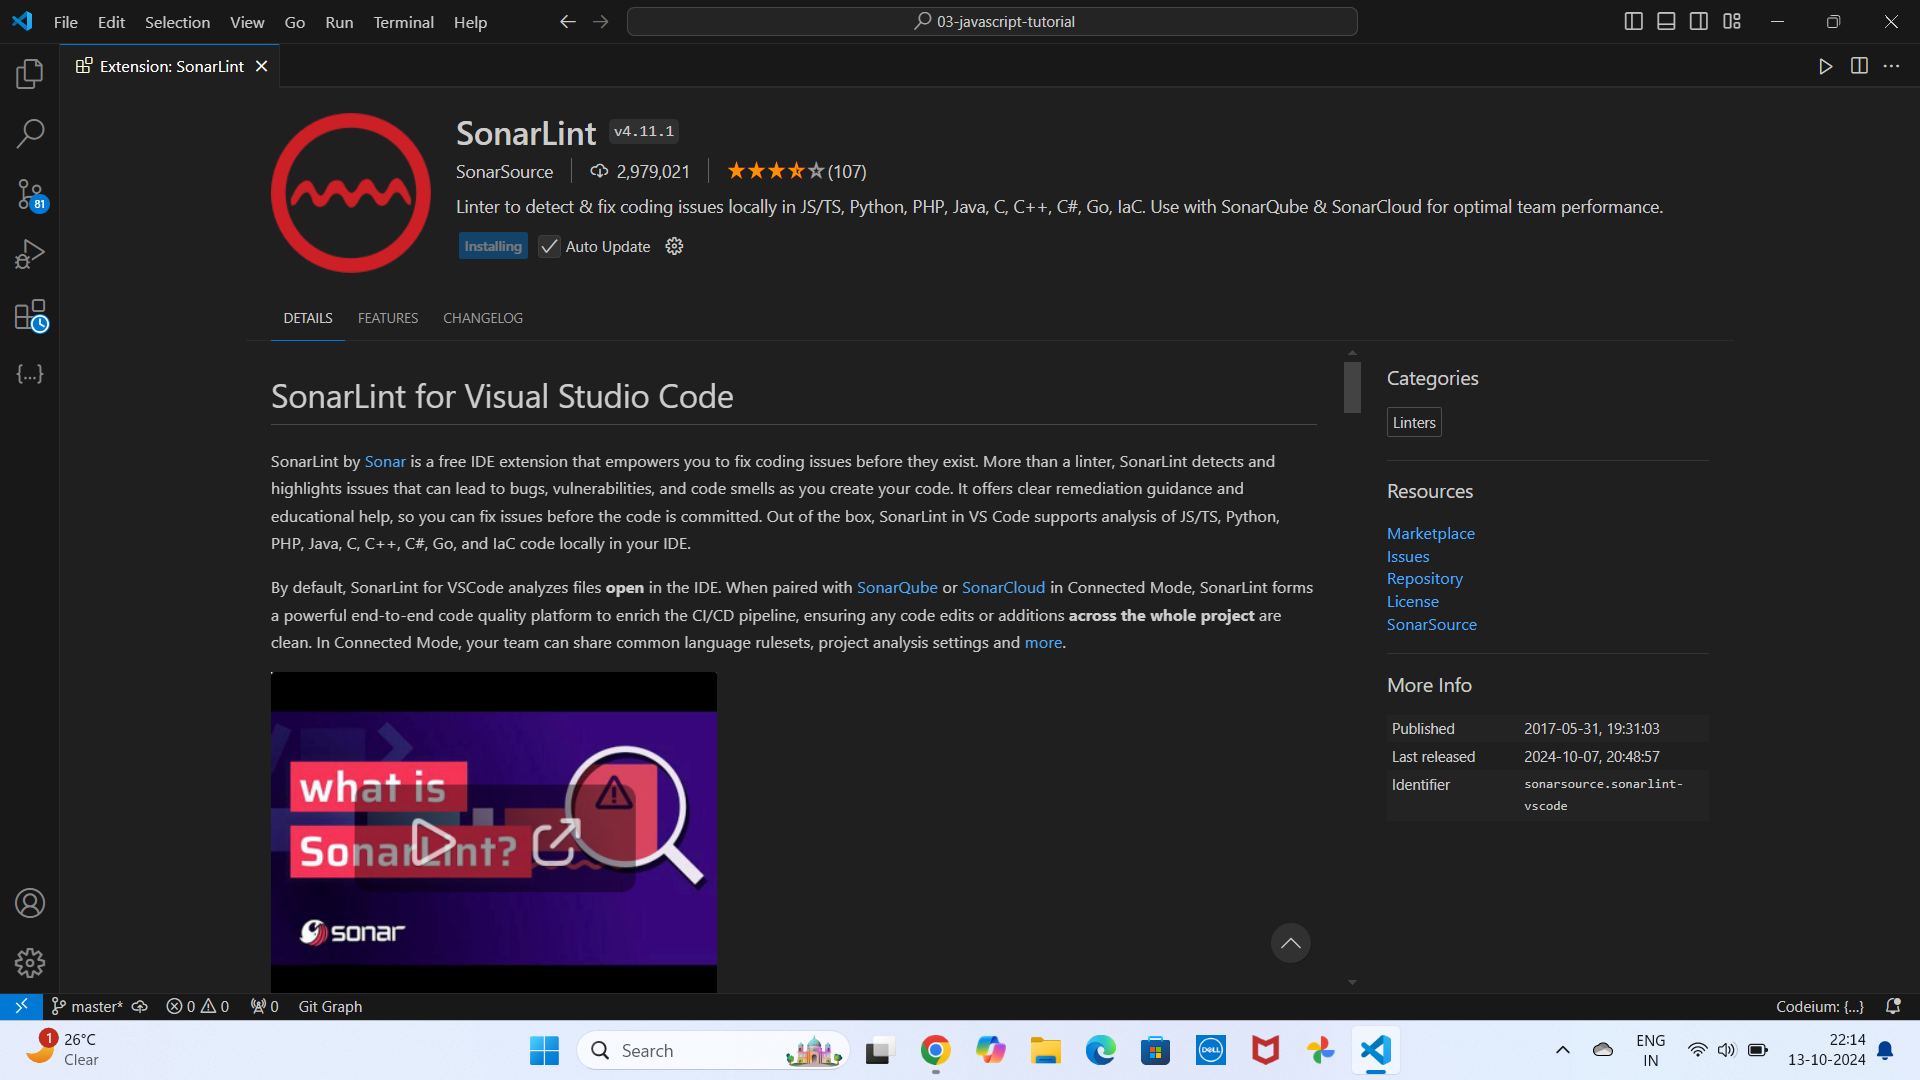 File Edit Selection View Go Run Terminal Help
03-javascript-tutorial
Extension: SonarLint
SonarLint v4.11.1
SonarSource 2,979,021 (107)
Linter to detect & fix coding issues locally in JS/TS, Python, PHP, Java, C, C++, C#, Go, IaC. Use with SonarQube & SonarCloud for optimal team performance.
Installing Auto Update
81
DETAILS FEATURES CHANGELOG
{...}
SonarLint for Visual Studio Code
SonarLint by Sonar is a free IDE extension that empowers you to fix coding issues before they exist. More than a linter, SonarLint detects and
highlights issues that can lead to bugs, vulnerabilities, and code smells as you create your code. It offers clear remediation guidance and
educational help, so you can fix issues before the code is committed. Out of the box, SonarLint in VS Code supports analysis of JS/TS, Python,
PHP, Java, C, C++, C#, Go, and IaC code locally in your IDE.
By default, SonarLint for VSCode analyzes files open in the IDE. When paired with SonarQube or SonarCloud in Connected Mode, SonarLint forms
a powerful end-to-end code quality platform to enrich the CI/CD pipeline, ensuring any code edits or additions across the whole project are
clean. In Connected Mode, your team can share common language rulesets, project analysis settings and more.
what is
SonarLint?
sonar
Categories
Linters
Resources
Marketplace
Issues
Repository
License
SonarSource
More Info
Published 2017-05-31, 19:31:03
Last released 2024-10-07, 20:48:57
Identifier sonarsource.sonarlint-
vscode
master* 0 0 0 Git Graph
Codeium: {...}
1
26°C
Clear
Search
DELL
ENG
IN
22:14
13-10-2024